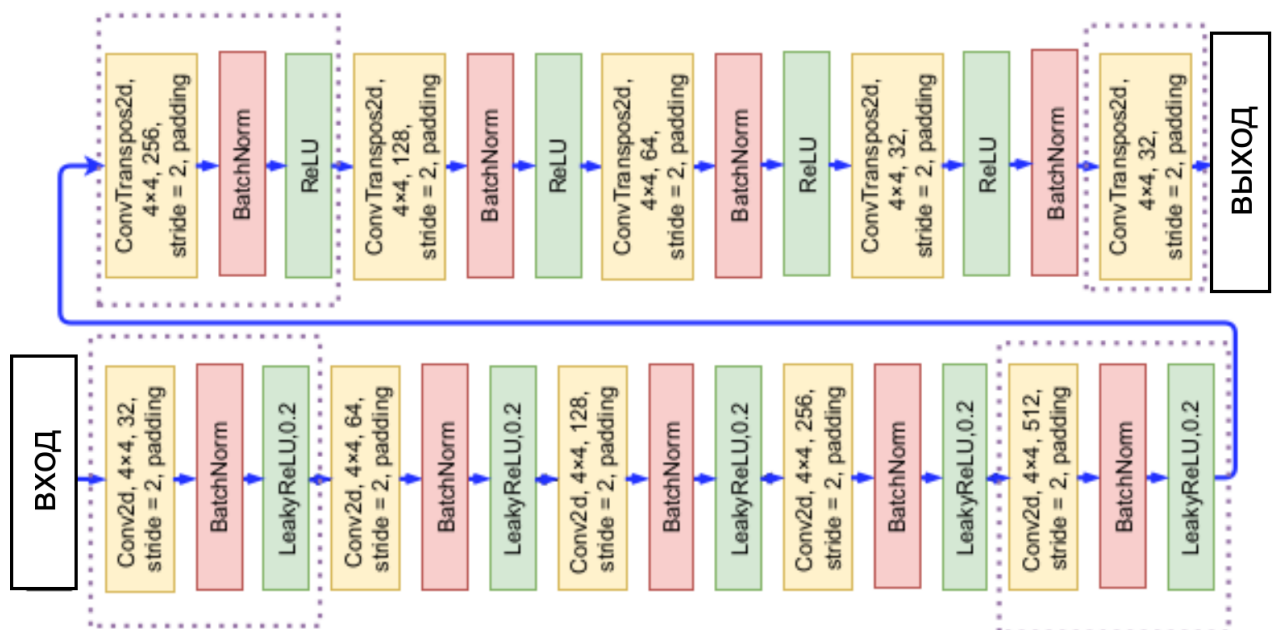 ConvTranspos2d,
4×4, 256,
stride = 2, padding
BatchNorm
ReLU
ConvTranspos2d,
4×4, 128,
stride = 2, padding
BatchNorm
ReLU
ConvTranspos2d,
4×4, 64,
stride = 2, padding
BatchNorm
ReLU
ConvTranspos2d,
4×4, 32,
stride = 2, padding
ReLU
BatchNorm
ConvTranspos2d,
4×4, 32,
stride = 2, padding
ВЫХОД
ВХОД
Conv2d, 4×4, 32,
stride = 2, padding
BatchNorm
LeakyReLU,0.2
Conv2d, 4×4, 64,
stride = 2, padding
BatchNorm
LeakyReLU,0.2
Conv2d, 4×4, 128,
stride = 2, padding
BatchNorm
LeakyReLU,0.2
Conv2d, 4×4, 256,
stride = 2, padding
BatchNorm
LeakyReLU,0.2
Conv2d, 4×4, 512,
stride = 2, padding
BatchNorm
LeakyReLU,0.2